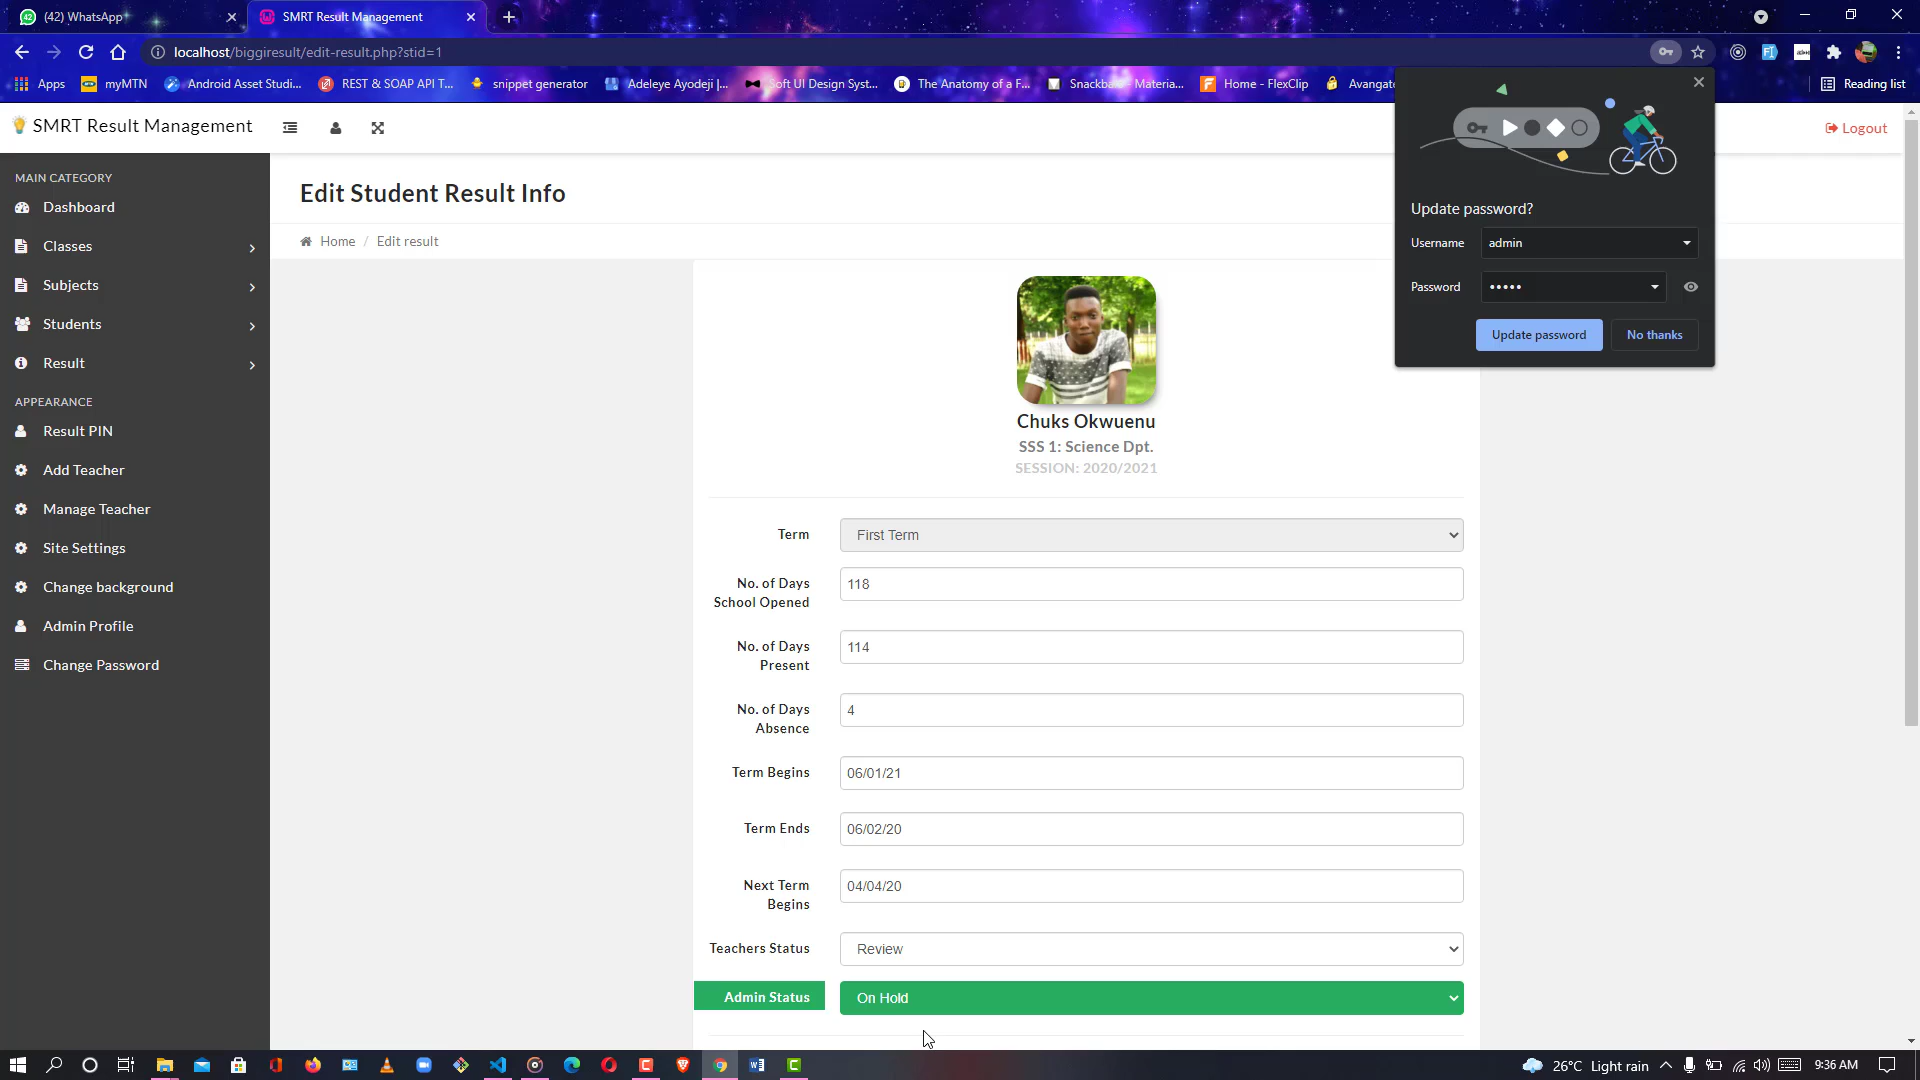 (42) WhatsApp
SMRT Result Management
localhost/biggiresult/edit-result.php?stid=1
Apps
myMTN
Android Asset Studi...
REST & SOAP API T...
snippet generator
Adeleye Ayodeji |...
Soft UI Design Syst...
The Anatomy of a F...
Home - FlexClip
Reading list
SMRT Result Management
Logout
MAIN CATEGORY
Dashboard
Classes
Subjects
Students
Result
APPEARANCE
Result PIN
Add Teacher
Manage Teacher
Site Settings
Change background
Admin Profile
Change Password
Edit Student Result Info
Home / Edit result
Chuks Okwuenu
SSS 1: Science Dpt.
SESSION: 2020/2021
Term
First Term
No. of Days
School Opened
118
No. of Days
Present
114
No. of Days
Absence
4
Term Begins
06/01/21
Term Ends
06/02/20
Next Term
Begins
04/04/20
Teachers Status
Review
Admin Status
On Hold
Update password?
Username
admin
Password
•••••
Update password
No thanks
26°C Light rain
9:36 AM